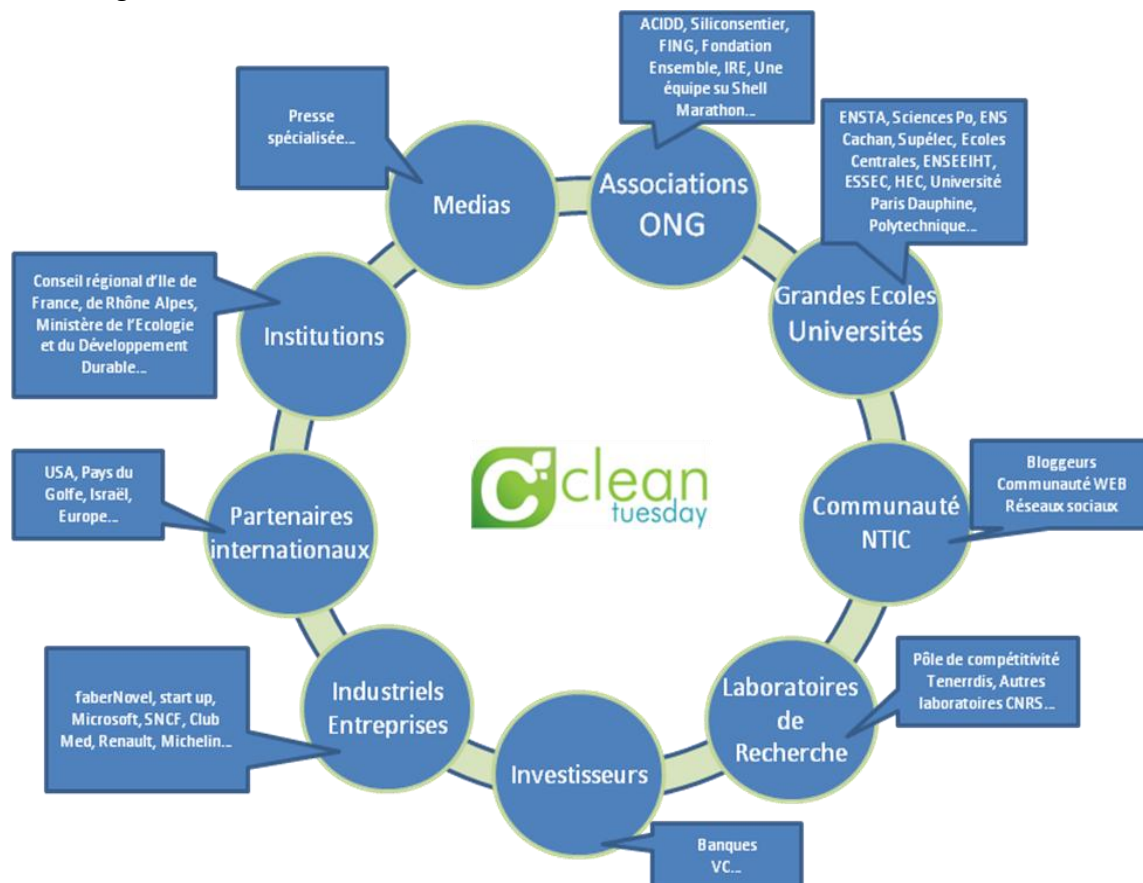 ACIDD, Siliconsentier,
FING, Fondation
Ensemble, IRE, Une
équipe su Shell
Marathon...
Presse
spécialisée...
ENSTA, Sciences Po, ENS
Cachan, Supélec, Ecoles
Centrales, ENSEEIHT,
ESSEC, HEC, Université
Paris Dauphine,
Polytechnique...
Medias
Associations
ONG
Conseil régional d'Ile de
France, de Rhône Alpes,
Ministère de l'Ecologie
et du Développement
Durable...
Institutions
Grandes Ecoles
Universités
USA, Pays du
Golfe, Israël,
Europe...
Partenaires
internationaux
clean
tuesday
Communauté
NTIC
Bloggeurs
Communauté WEB
Réseaux sociaux
faberNovel, start up,
Microsoft, SNCF, Club
Med, Renault, Michelin...
Industriels
Entreprises
Investisseurs
Laboratoires
de
Recherche
Pôle de compétitivité
Tenerrdis, Autres
laboratoires CNRS...
Banques
VC...